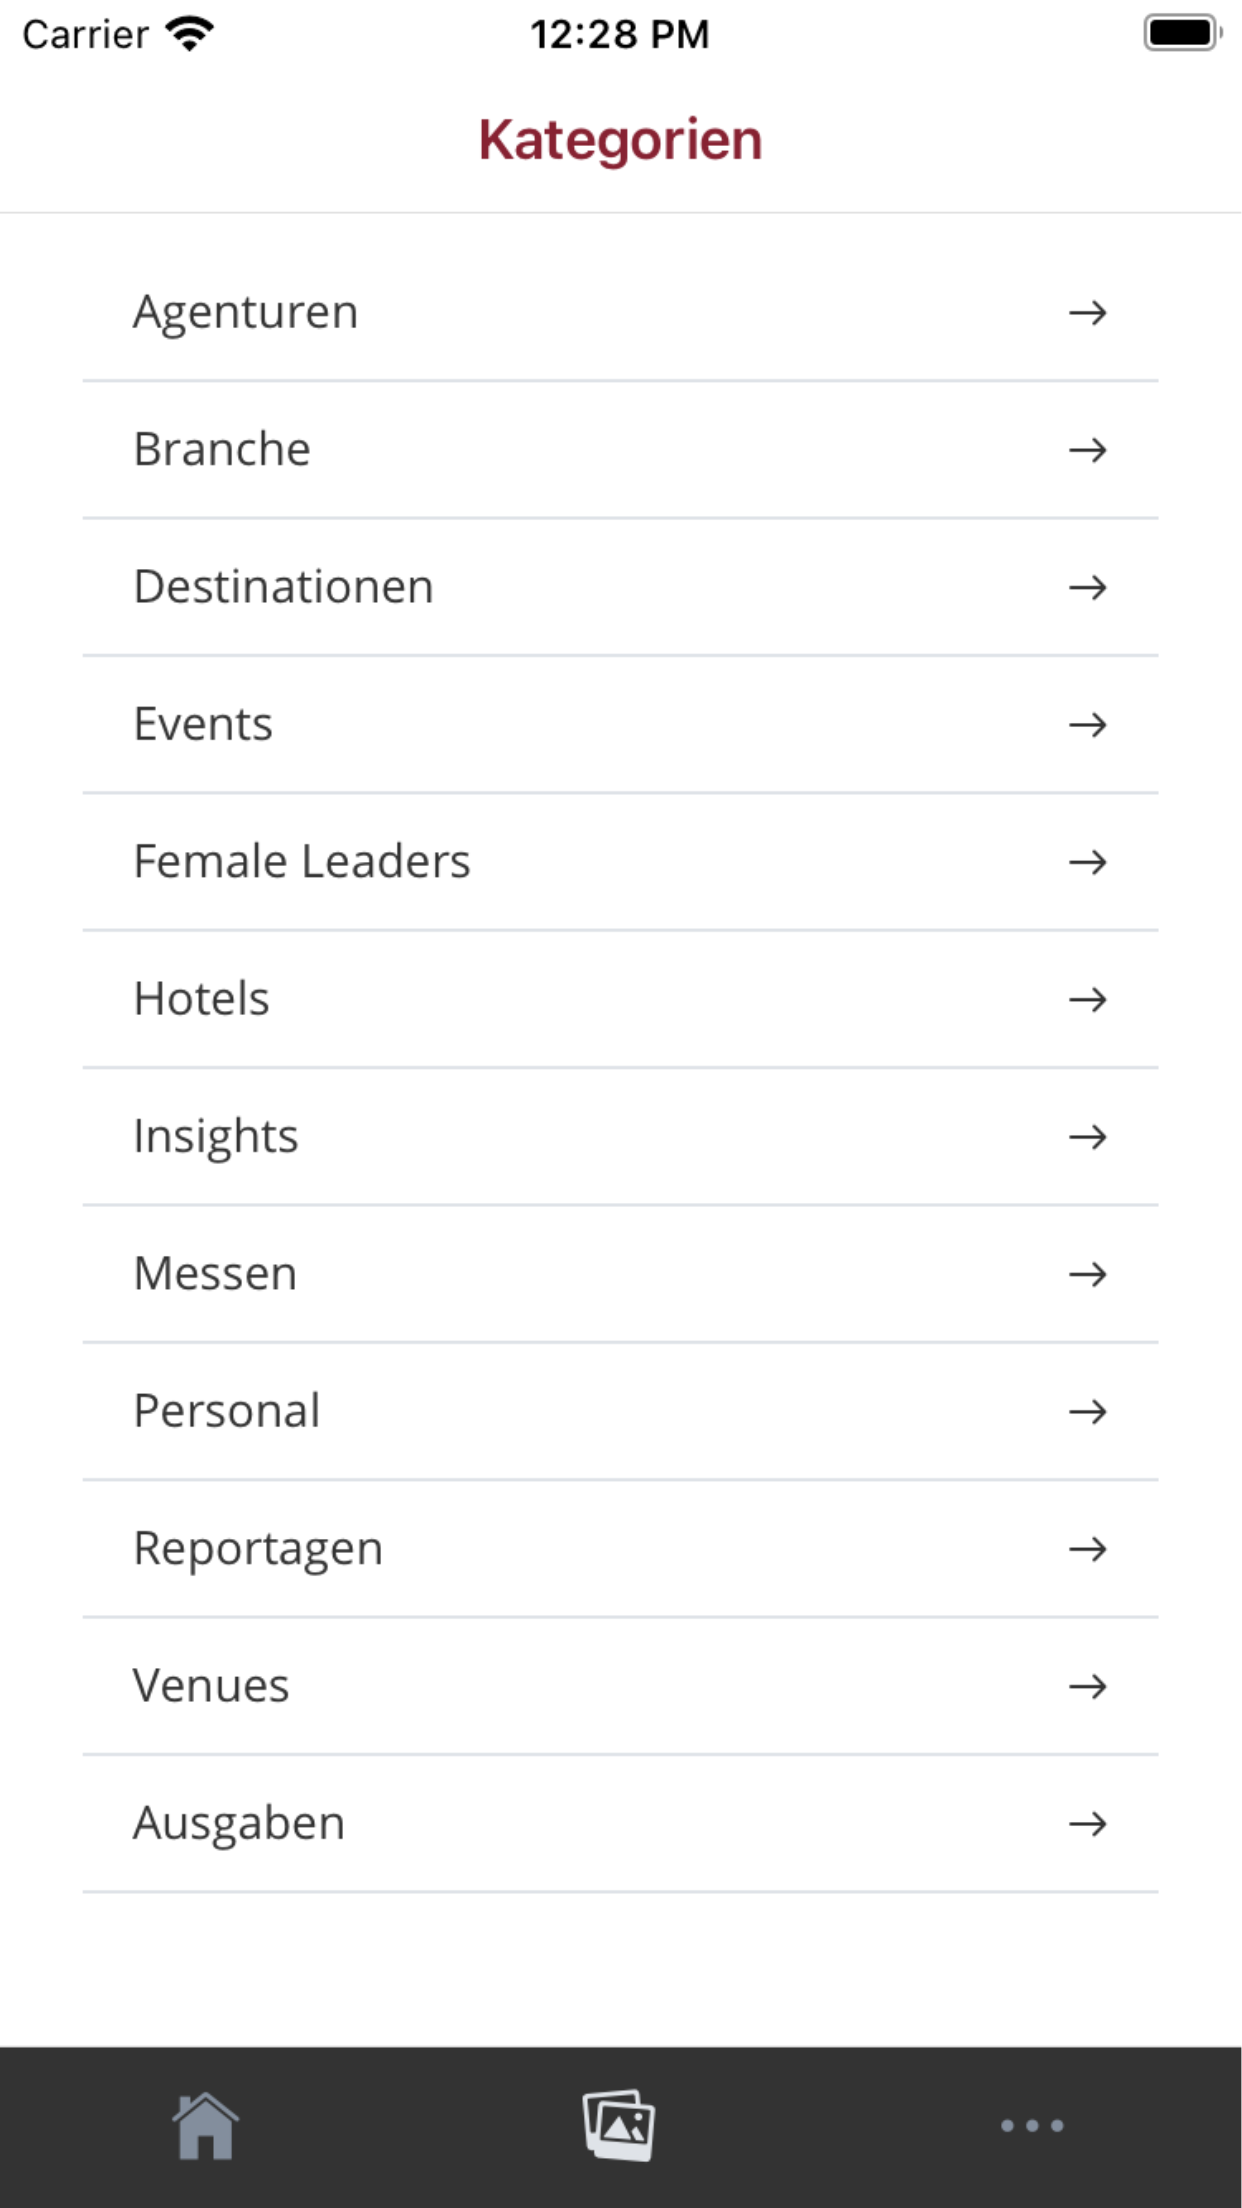 Carrier 12:28 PM
Kategorien
Agenturen
Branche
Destinationen
Events
Female Leaders
Hotels
Insights
Messen
Personal
Reportagen
Venues
Ausgaben